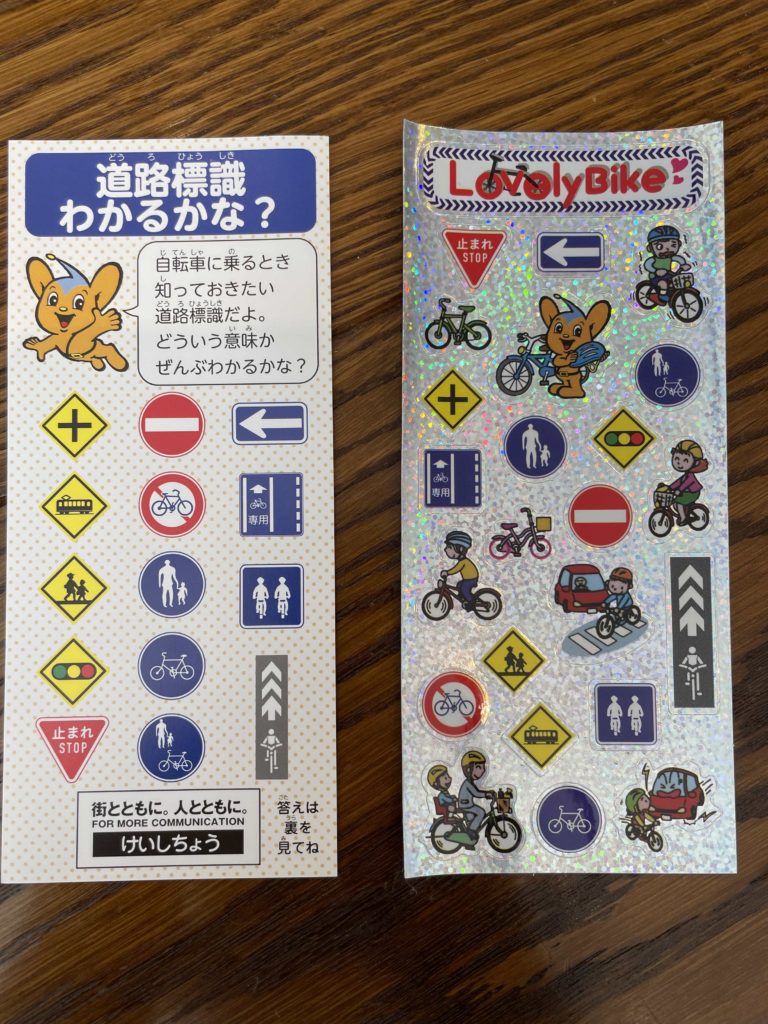 道路標識
わかるかな？
自転車に乗るとき
知っておきたい
道路標識だよ。
どういう意味か
ぜんぶわかるかな？
専用
止まれ
STOP
街とともに。人とともに。
FOR MORE COMMUNICATION
けいしちょう
答えは
裏を
見てね
LovelyBike
止まれ
STOP
専用